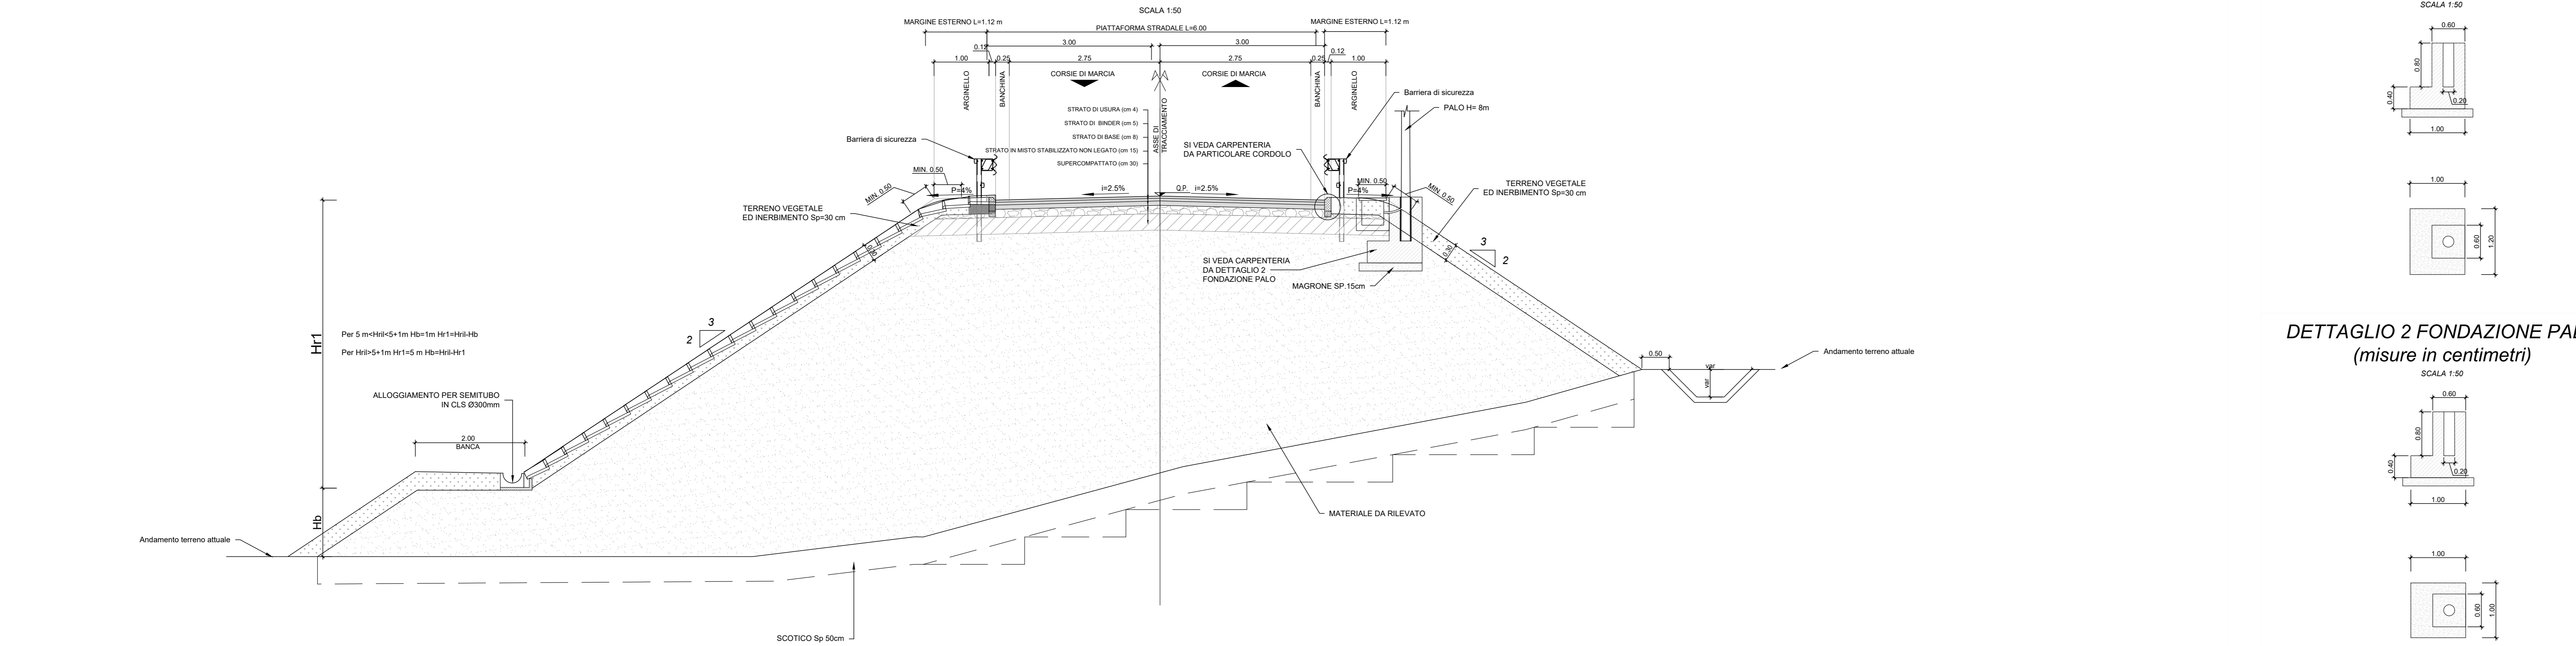 SCALA 1:50
MARGINE ESTERNO L=1.12 m
PIATTAFORMA STRADALE L=6.00
MARGINE ESTERNO L=1.12 m
3.00
3.00
0.12
0.12
1.00
0.25
2.75
2.75
0.25
1.00
ARGINELLO
BANCHINA
CORSIE DI MARCIA
CORSIE DI MARCIA
BANCHINA
ARGINELLO
ASSE DI
TRACCIAMENTO
STRATO DI USURA (cm 4)
STRATO DI BINDER (cm 5)
STRATO DI BASE (cm 8)
STRATO IN MISTO STABILIZZATO NON LEGATO (cm 15)
SUPERCOMPATTATO (cm 30)
Barriera di sicurezza
Barriera di sicurezza
PALO H= 8m
SI VEDA CARPENTERIA
DA PARTICOLARE CORDOLO
MIN. 0.50
MIN. 0.50
P=4%
i=2.5%
Q.P.
i=2.5%
MIN. 0.50
P=4%
MIN. 0.50
TERRENO VEGETALE
ED INERBIMENTO Sp=30 cm
TERRENO VEGETALE
ED INERBIMENTO Sp=30 cm
0.30
3
2
SI VEDA CARPENTERIA
DA DETTAGLIO 2
FONDAZIONE PALO
MAGRONE SP.15cm
3
2
Hr1
Per 5 m<Hril<5+1m Hb=1m Hr1=Hril-Hb
Per Hril>5+1m Hr1=5 m Hb=Hril-Hr1
ALLOGGIAMENTO PER SEMITUBO
IN CLS Ø300mm
2.00
BANCA
Hb
Andamento terreno attuale
0.50
var
var
Andamento terreno attuale
MATERIALE DA RILEVATO
SCOTICO Sp 50cm
SCALA 1:50
0.60
0.80
0.40
0.20
1.00
1.00
0.60
1.20
DETTAGLIO 2 FONDAZIONE PAL
(misure in centimetri)
SCALA 1:50
0.60
0.80
0.40
0.20
1.00
1.00
0.60
1.00